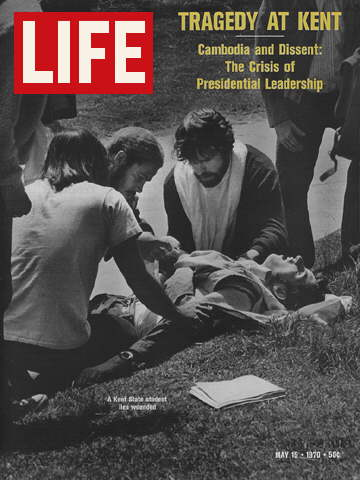 LIFE
TRAGEDY AT KENT
Cambodia and Dissent:
The Crisis of
Presidential Leadership
A Kent State student
lies wounded
MAY 15 • 1970 • 50¢